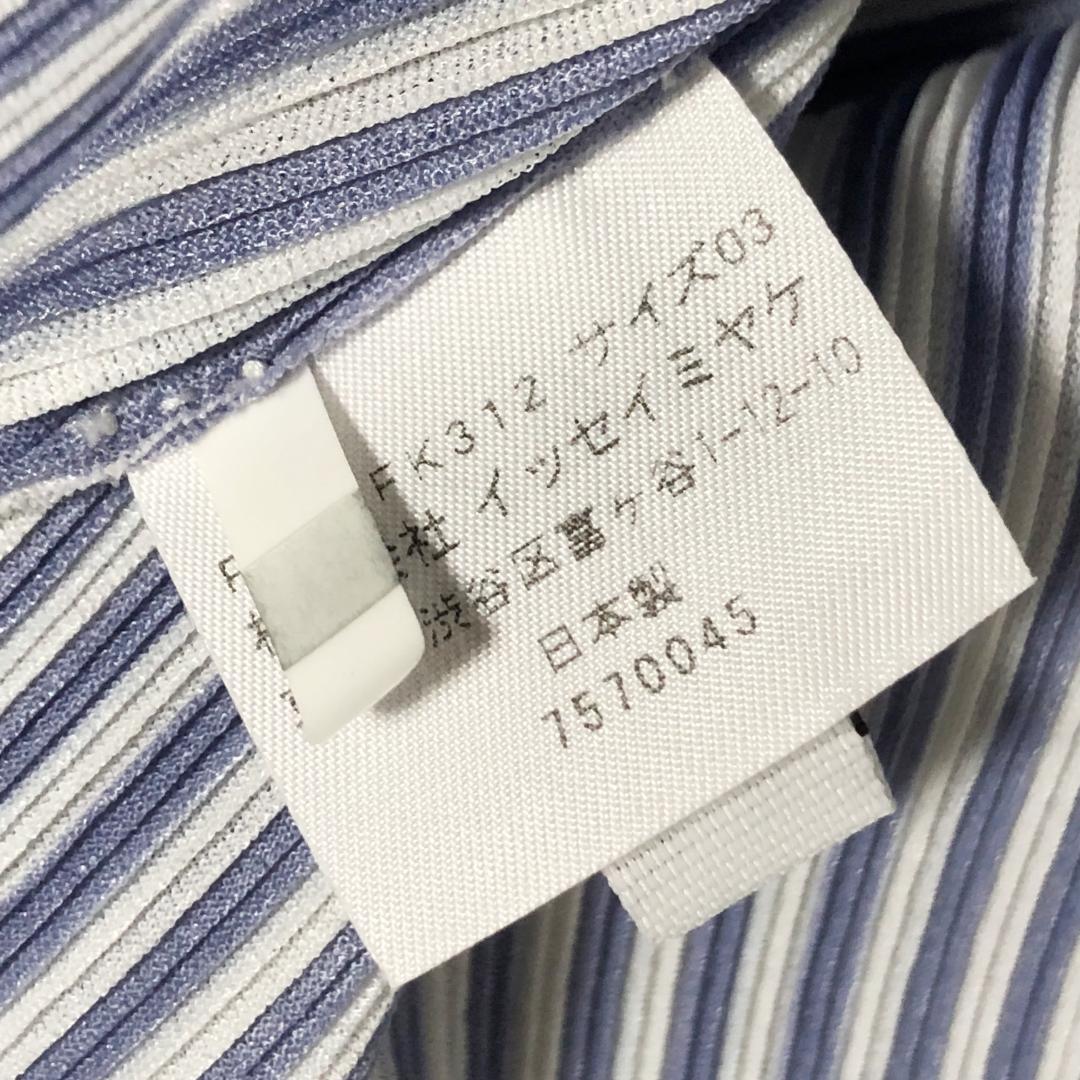 FK312 サイズ03
社 イッセイミヤケ
渋谷区富ヶ谷1-12-10
日本製
7570045